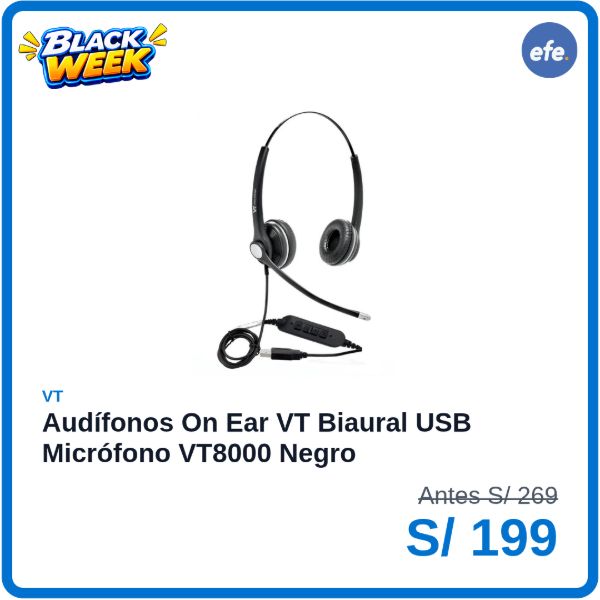 BLACK
WEEK
efe.
VT
Audífonos On Ear VT Biaural USB
Micrófono VT8000 Negro
Antes S/ 269
S/ 199